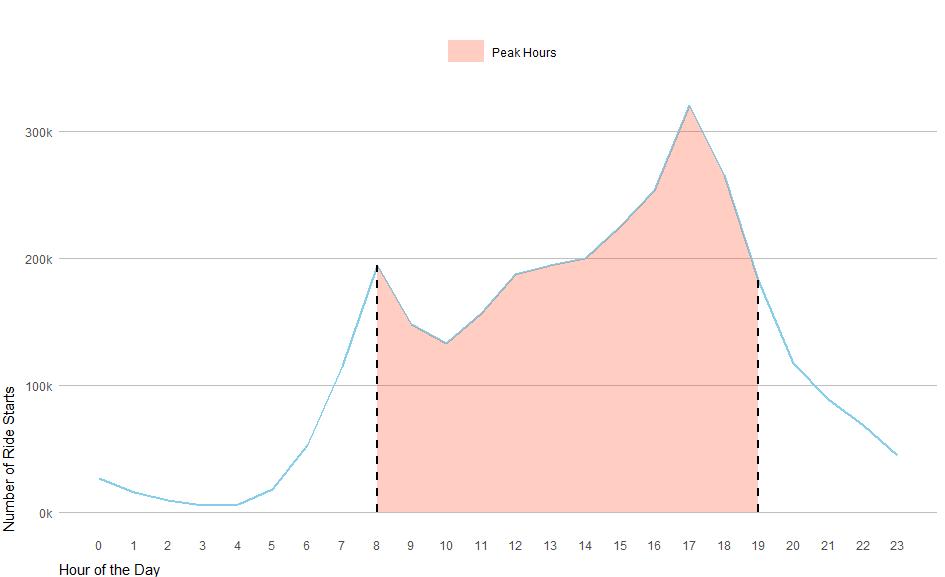 Peak Hours
300k
200k
100k
0k
Number of Ride Starts
0 1 2 3 4 5 6 7 8 9 10 11 12 13 14 15 16 17 18 19 20 21 22 23
Hour of the Day